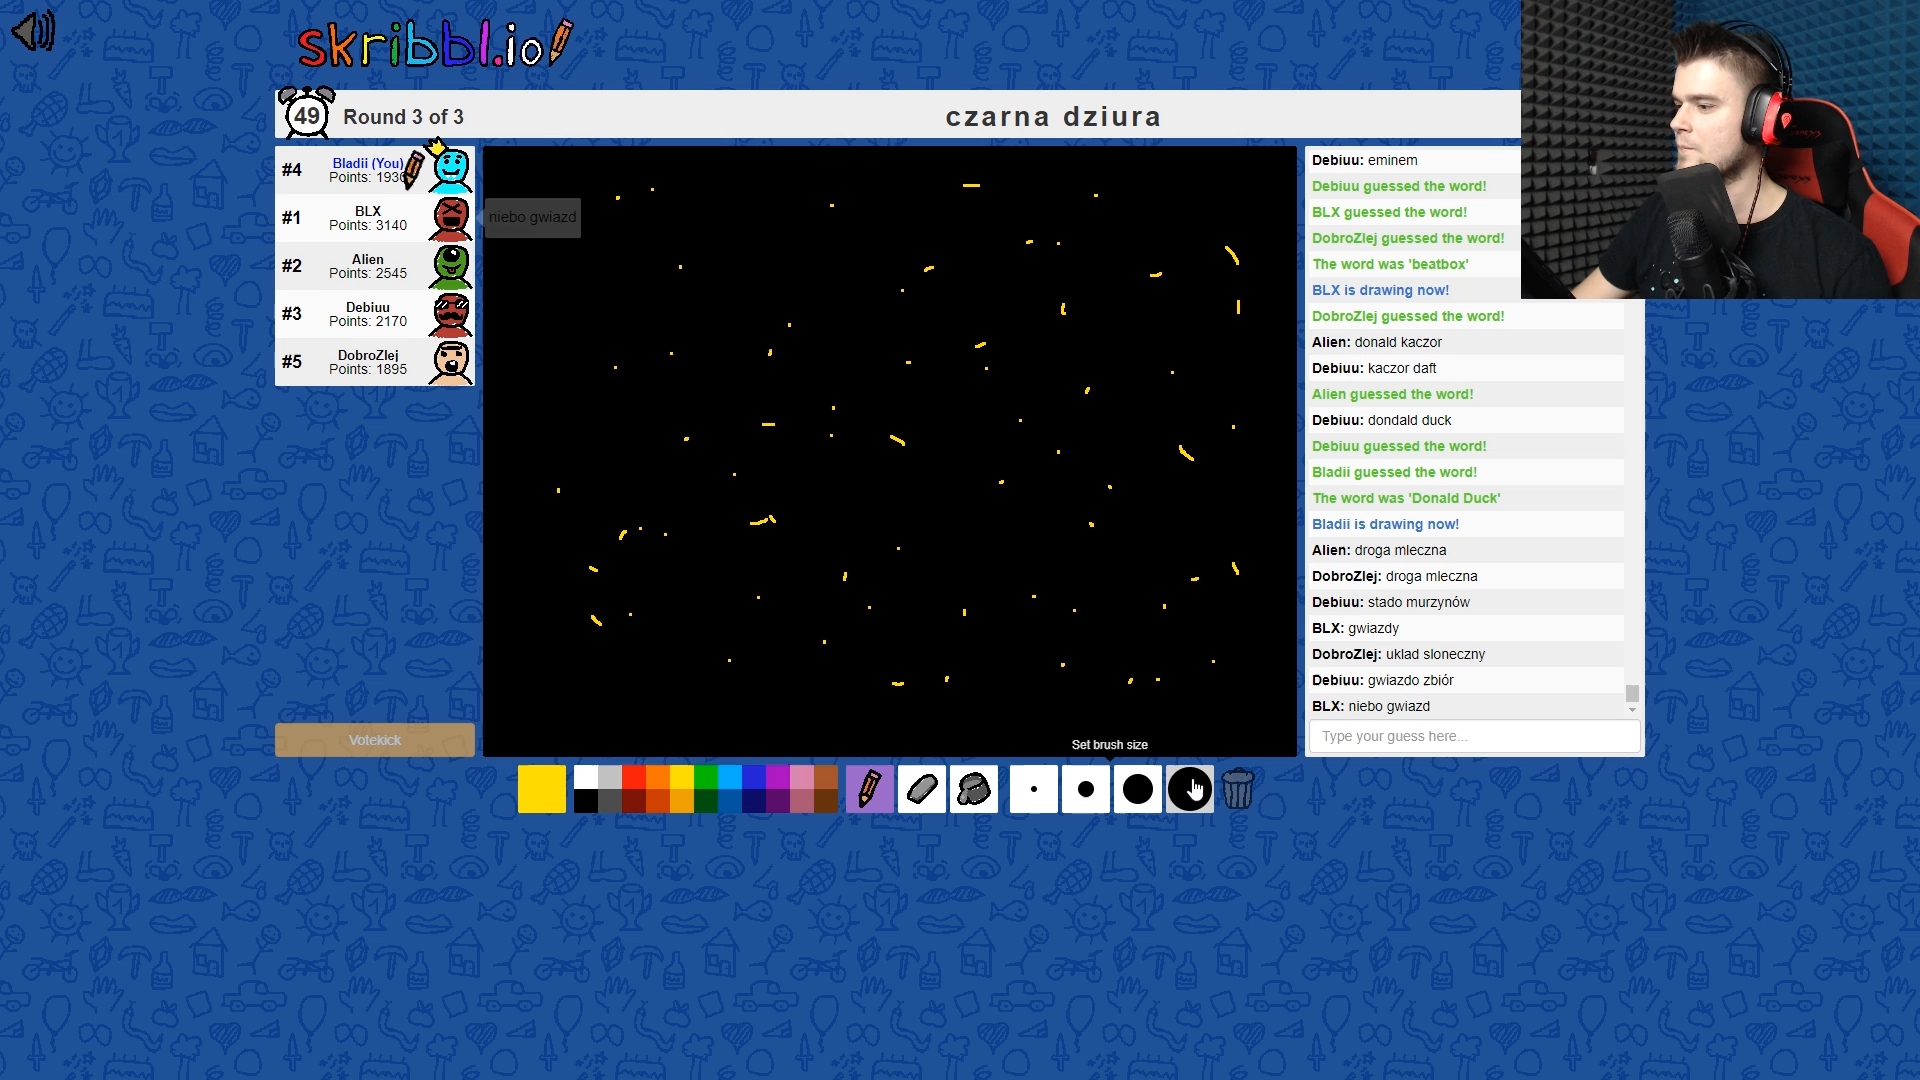 skribbl.io
49
Round 3 of 3
czarna dziura
#4
Bladii (You)
Points: 1930
#1
BLX
Points: 3140
niebo gwiazd
#2
Alien
Points: 2545
#3
Debiuu
Points: 2170
#5
DobroZlej
Points: 1895
Votekick
Debiuu: eminem
Debiuu guessed the word!
BLX guessed the word!
DobroZlej guessed the word!
The word was 'beatbox'
BLX is drawing now!
DobroZlej guessed the word!
Alien: donald kaczor
Debiuu: kaczor daft
Alien guessed the word!
Debiuu: dondald duck
Debiuu guessed the word!
Bladii guessed the word!
The word was 'Donald Duck'
Bladii is drawing now!
Alien: droga mleczna
DobroZlej: droga mleczna
Debiuu: stado murzynów
BLX: gwiazdy
DobroZlej: uklad sloneczny
Debiuu: gwiazdo zbiór
BLX: niebo gwiazd
Type your guess here...
Set brush size